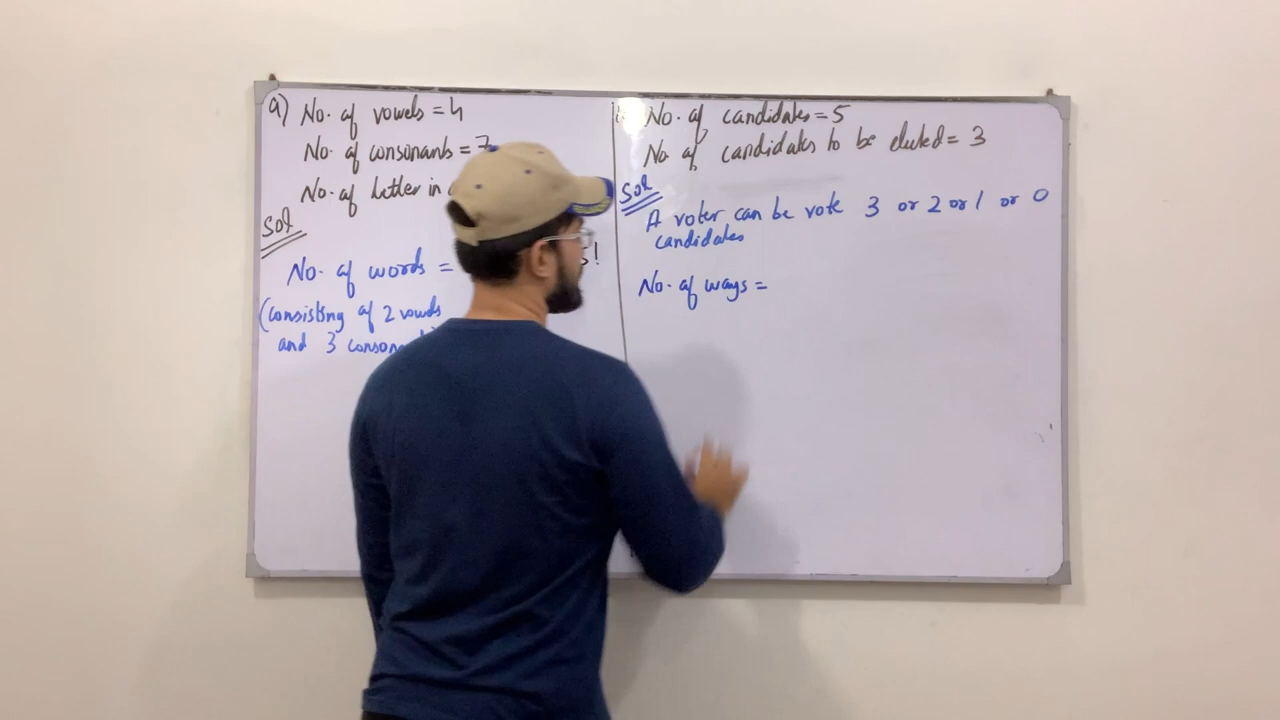 a) No. of vowels = 4
No. of consonants = 7
No. of letter in
Sol
No. of words = 5!
(consisting of 2 vowels
and 3 conson
No. of candidates = 5
No of candidates to be elected = 3
Sol
A voter can be vote 3 or 2 or 1 or 0
candidates
No. of ways =